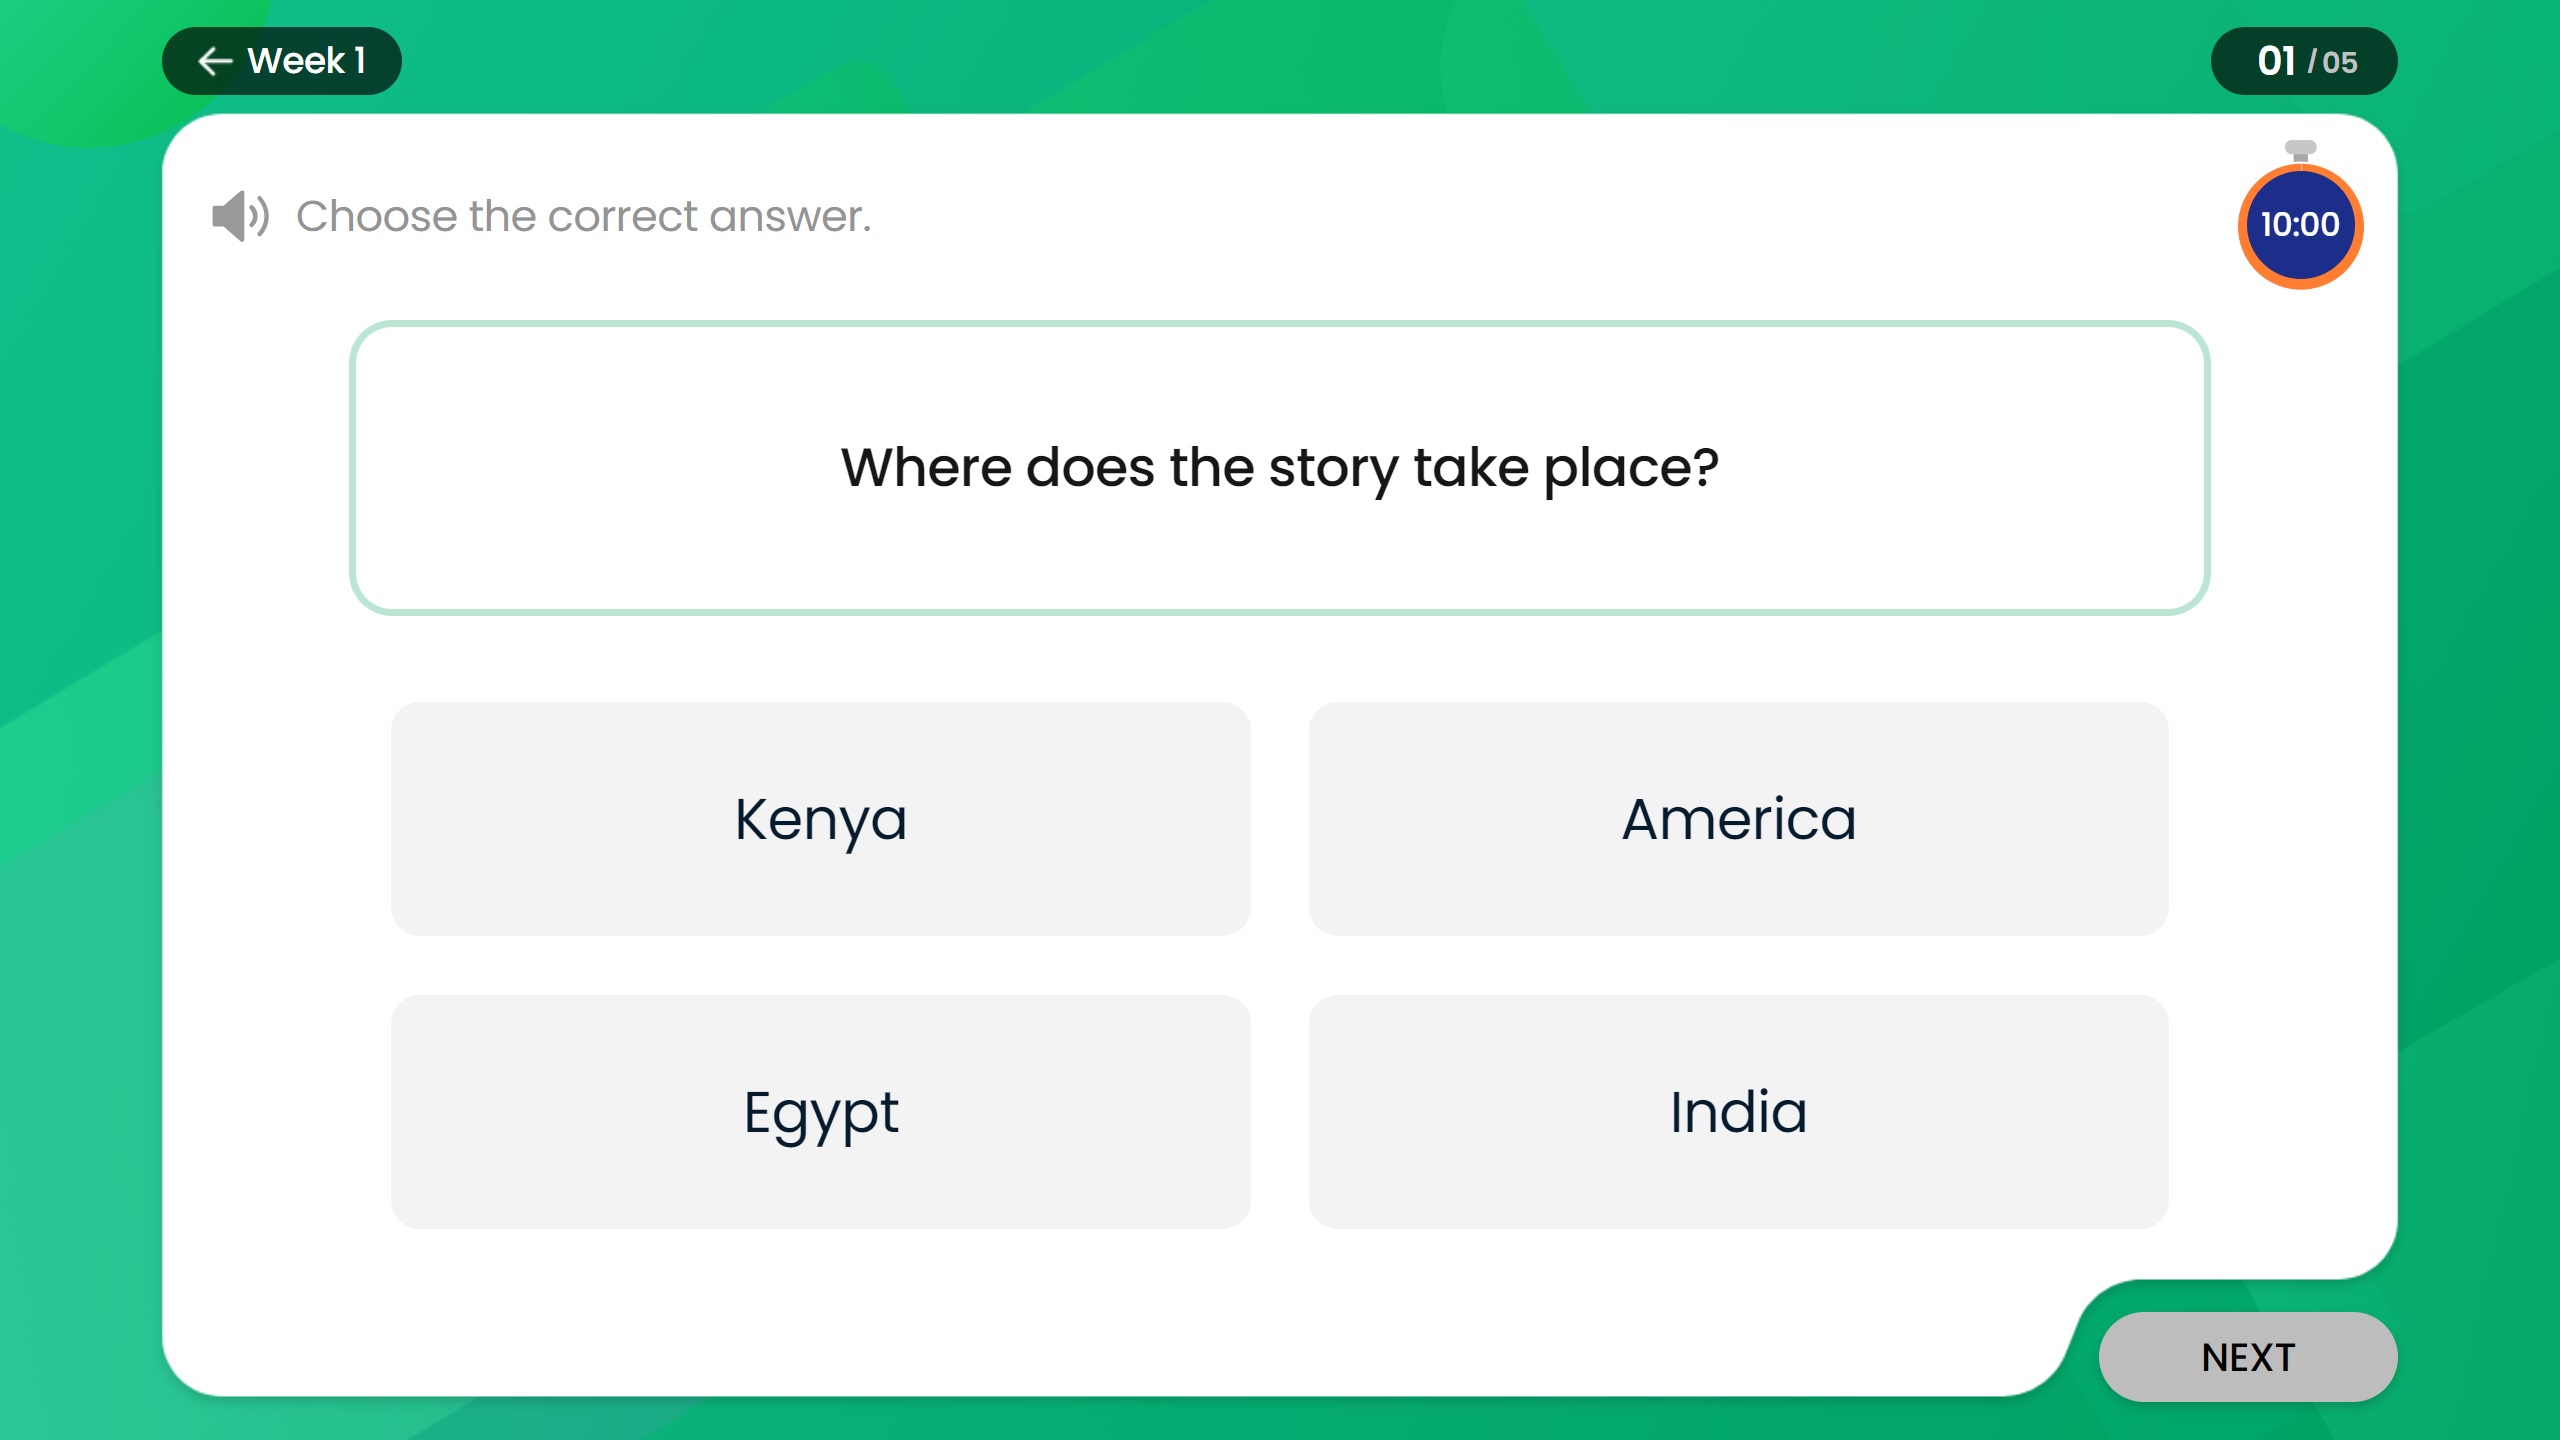 Week 1
01 / 05
Choose the correct answer.
10:00
Where does the story take place?
Kenya
America
Egypt
India
NEXT